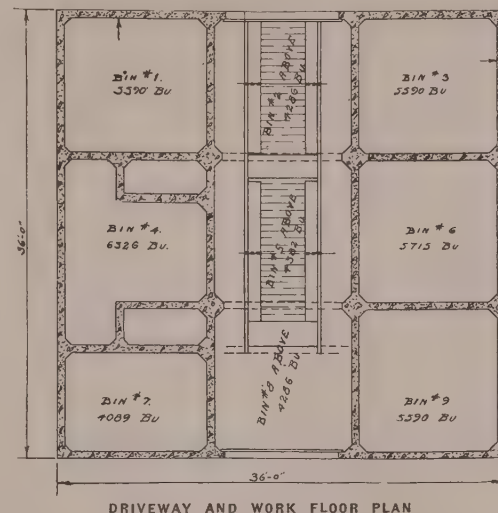 BIN #1.
5590 BU
BIN #2 ABOVE
4286 BU
BIN #3
5590 BU
BIN #4.
6326 BU.
BIN #5 ABOVE
4382 BU
BIN #6
5715 BU
BIN #7.
4089 BU
BIN #8 ABOVE
4286 BU
BIN #9
5590 BU
36'-0"
36'-0"
DRIVEWAY AND WORK FLOOR PLAN